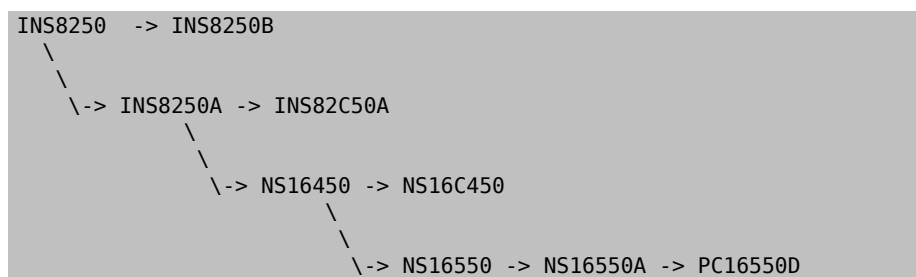 INS8250  -> INS8250B
  \
   \
    \-> INS8250A -> INS82C50A
            \
             \
              \-> NS16450 -> NS16C450
                       \
                        \
                         \-> NS16550 -> NS16550A -> PC16550D